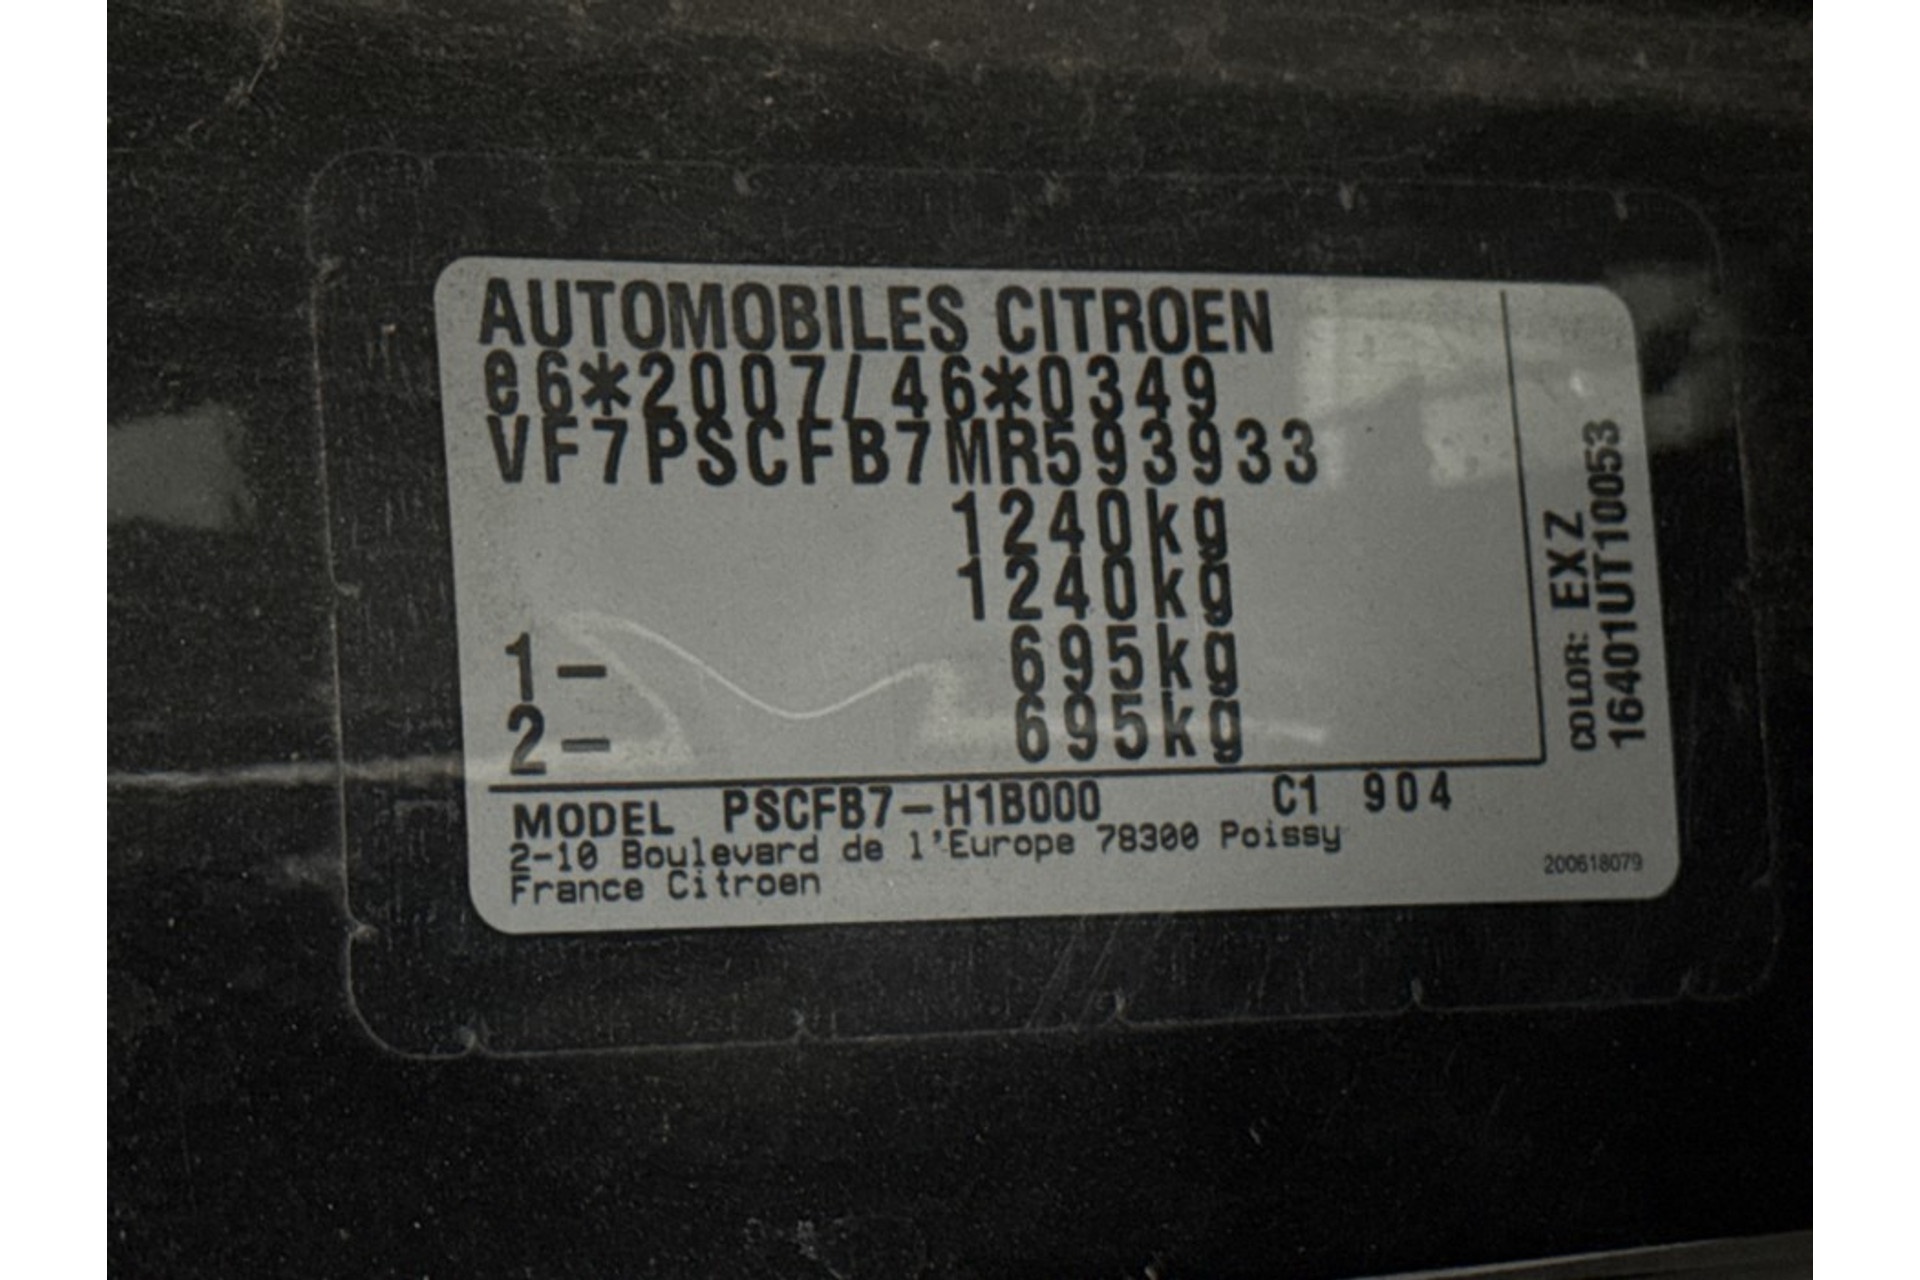 AUTOMOBILES CITROEN
e6*2007/46*0349
VF7PSCFB7MR593933
1240kg
1240kg
1- 695kg
2- 695kg
COLOR: EXZ
16401UT10053
MODEL PSCFB7-H1B000 C1 904
2-10 Boulevard de l'Europe 78300 Poissy
France Citroen
200618079